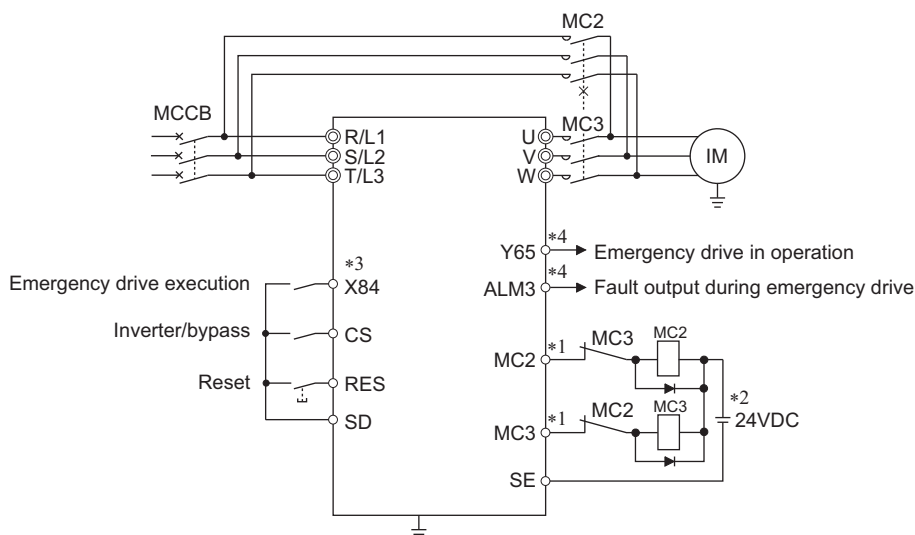 MC2
MCCB
MC3
R/L1
S/L2
T/L3
U
V
W
IM
*4
Y65
Emergency drive in operation
*4
ALM3
Fault output during emergency drive
*3
Emergency drive execution
X84
Inverter/bypass
CS
Reset
RES
SD
*1
MC2
MC3
MC2
*2
24VDC
*1
MC3
MC2
MC3
SE